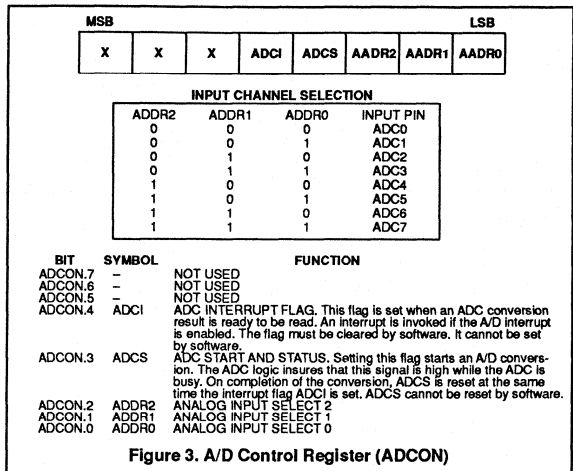 MSB LSB
X X X ADCI ADCS AADR2 AADR1 AADR0
INPUT CHANNEL SELECTION
ADDR2 ADDR1 ADDR0 INPUT PIN
0 0 0 ADC0
0 0 1 ADC1
0 1 0 ADC2
0 1 1 ADC3
1 0 0 ADC4
1 0 1 ADC5
1 1 0 ADC6
1 1 1 ADC7
BIT SYMBOL FUNCTION
ADCON.7 – NOT USED
ADCON.6 – NOT USED
ADCON.5 – NOT USED
ADCON.4 ADCI ADC INTERRUPT FLAG. This flag is set when an ADC conversion
result is ready to be read. An interrupt is invoked if the A/D interrupt
is enabled. The flag must be cleared by software. It cannot be set
by software.
ADCON.3 ADCS ADC START AND STATUS. Setting this flag starts an A/D convers-
ion. The ADC logic insures that this signal is high while the ADC is
busy. On completion of the conversion, ADCS is reset at the same
time the interrupt flag ADCI is set. ADCS cannot be reset by software.
ADCON.2 ADDR2 ANALOG INPUT SELECT 2
ADCON.1 ADDR1 ANALOG INPUT SELECT 1
ADCON.0 ADDR0 ANALOG INPUT SELECT 0
Figure 3. A/D Control Register (ADCON)